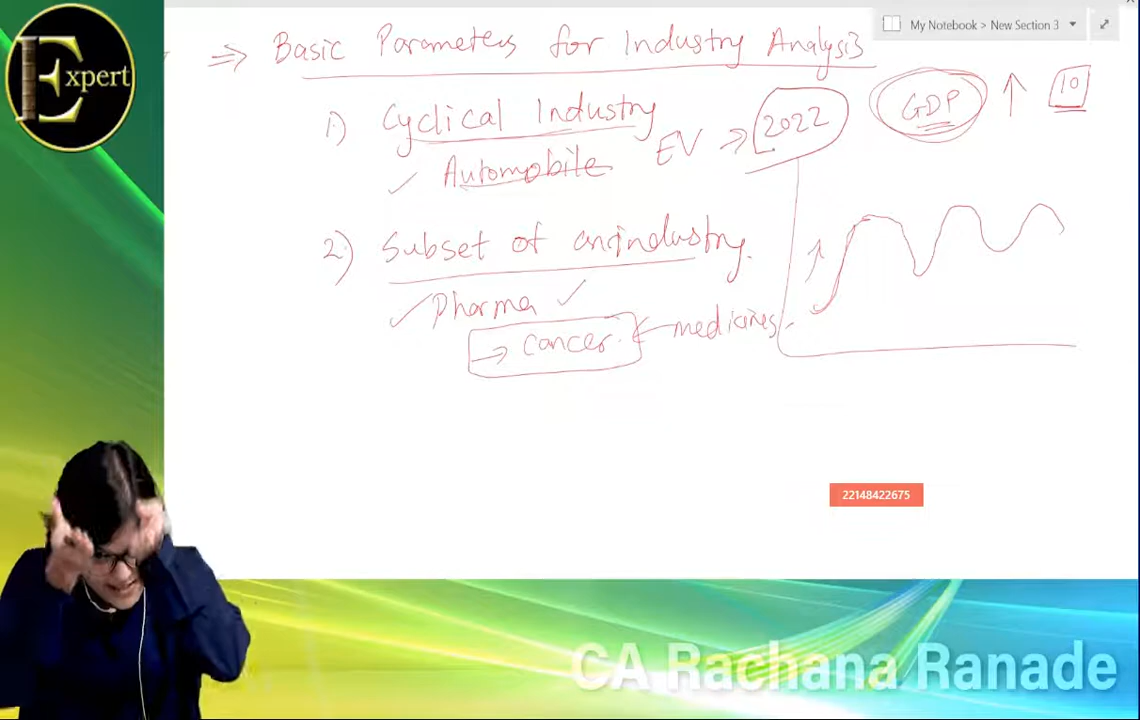 Expert
My Notebook > New Section 3
⇒ Basic Parameters for Industry Analysis
GDP ↑ 10
1) Cyclical Industry
EV → 2022
✓ Automobile
2) Subset of an industry.
✓ Pharma ✓
→ cancer. ← medicines
22148422675
CA Rachana Ranade